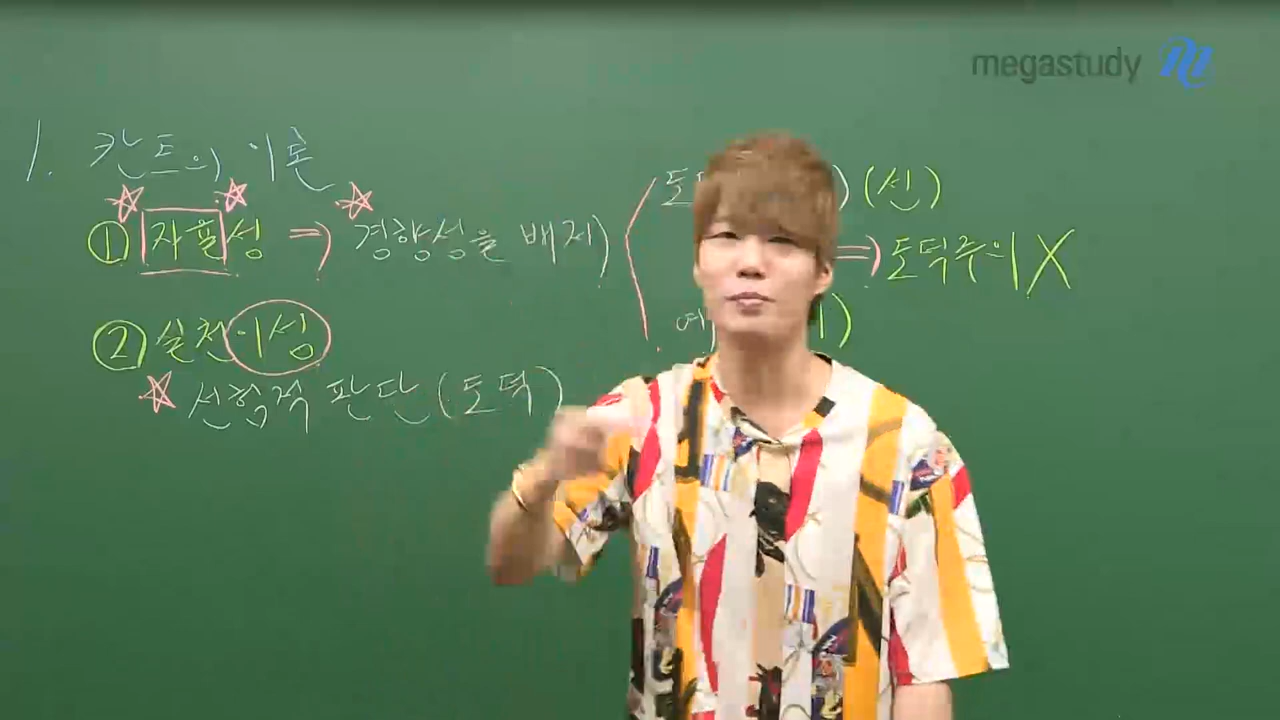 megastudy
1. 칸트의 이론
① 자필성 => 경향성을 배제)
(선)
=> 도덕주의 X
② 실천이성
선험적 판단(도덕)